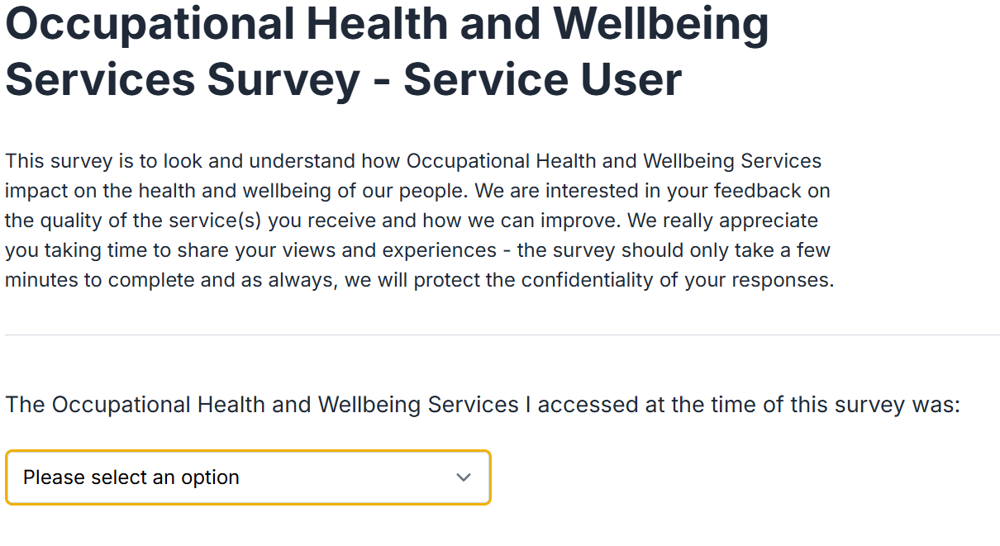 Occupational Health and Wellbeing
Services Survey - Service User
This survey is to look and understand how Occupational Health and Wellbeing Services
impact on the health and wellbeing of our people. We are interested in your feedback on
the quality of the service(s) you receive and how we can improve. We really appreciate
you taking time to share your views and experiences - the survey should only take a few
minutes to complete and as always, we will protect the confidentiality of your responses.
The Occupational Health and Wellbeing Services I accessed at the time of this survey was:
Please select an option